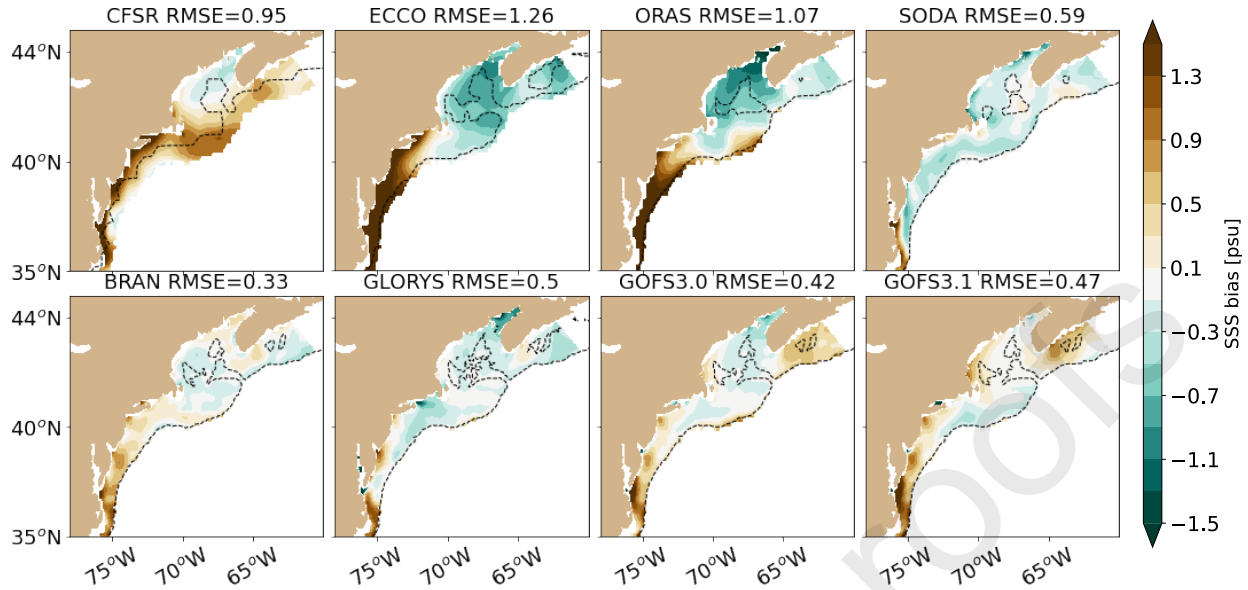 CFSR RMSE=0.95 ECCO RMSE=1.26 ORAS RMSE=1.07 SODA RMSE=0.59
44°N
40°N
35°N
BRAN RMSE=0.33 GLORYS RMSE=0.5 GOFS3.0 RMSE=0.42 GOFS3.1 RMSE=0.47
44°N
40°N
35°N
75°W 70°W 65°W 75°W 70°W 65°W 75°W 70°W 65°W 75°W 70°W 65°W
1.3
0.9
0.5
0.1
−0.3
−0.7
−1.1
−1.5
SSS bias [psu]
roofs